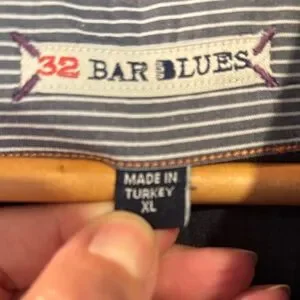 32 BAR BLUES
MADE IN
TURKEY
XL